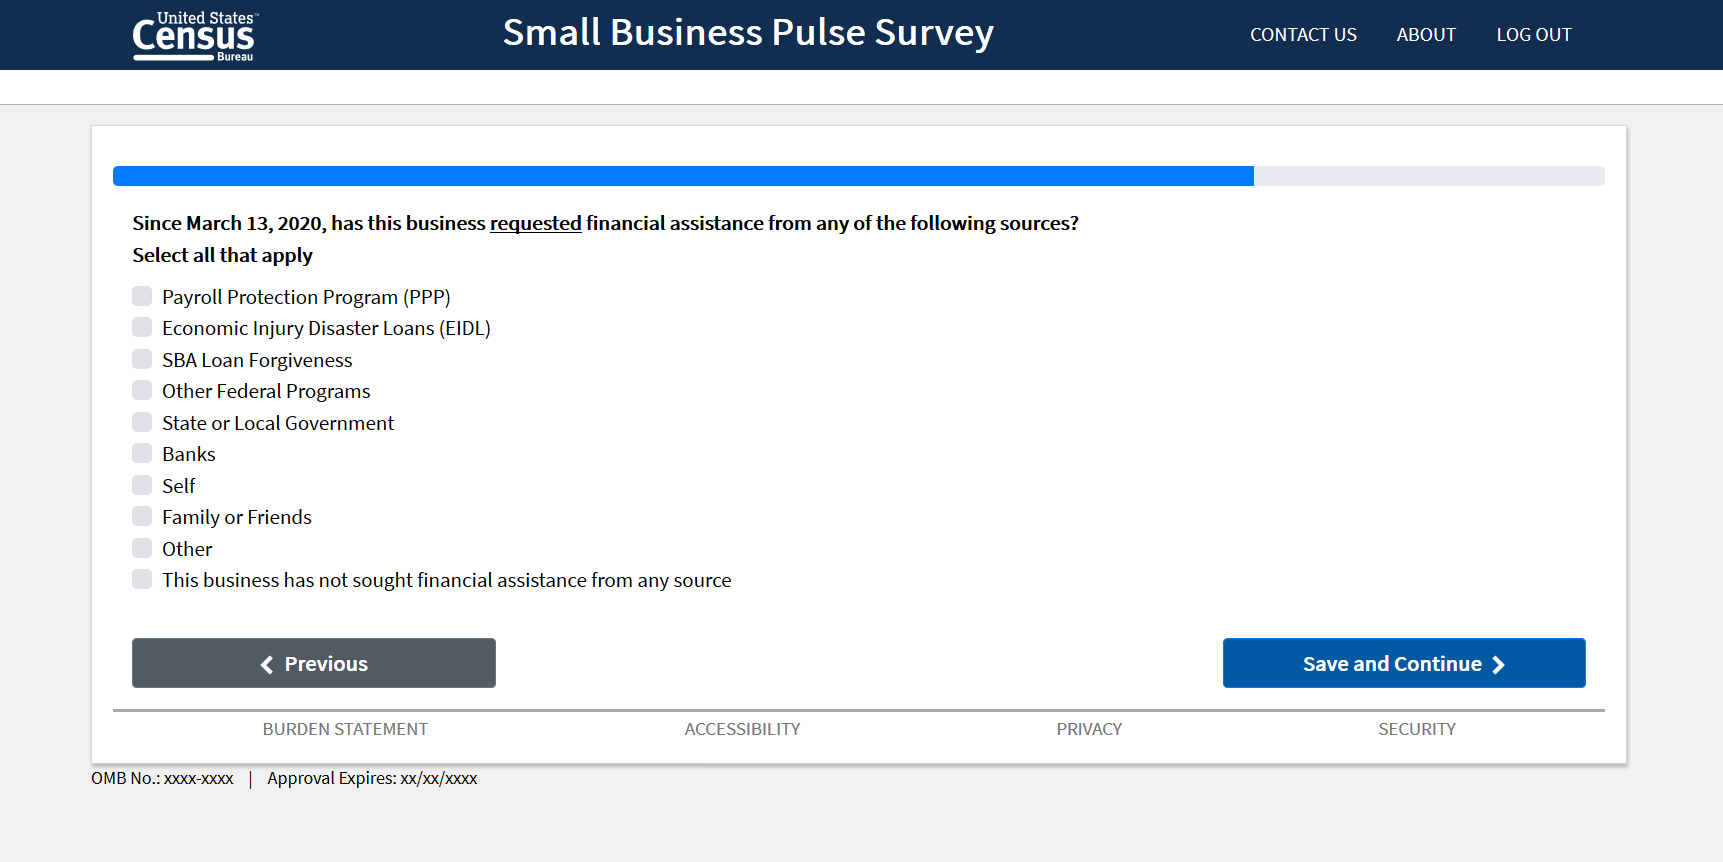 United States™
Census
Bureau
Small Business Pulse Survey
CONTACT US
ABOUT
LOG OUT
Since March 13, 2020, has this business requested financial assistance from any of the following sources?
Select all that apply
Payroll Protection Program (PPP)
Economic Injury Disaster Loans (EIDL)
SBA Loan Forgiveness
Other Federal Programs
State or Local Government
Banks
Self
Family or Friends
Other
This business has not sought financial assistance from any source
Previous
Save and Continue
BURDEN STATEMENT
ACCESSIBILITY
PRIVACY
SECURITY
OMB No.: xxxx-xxxx | Approval Expires: xx/xx/xxxx